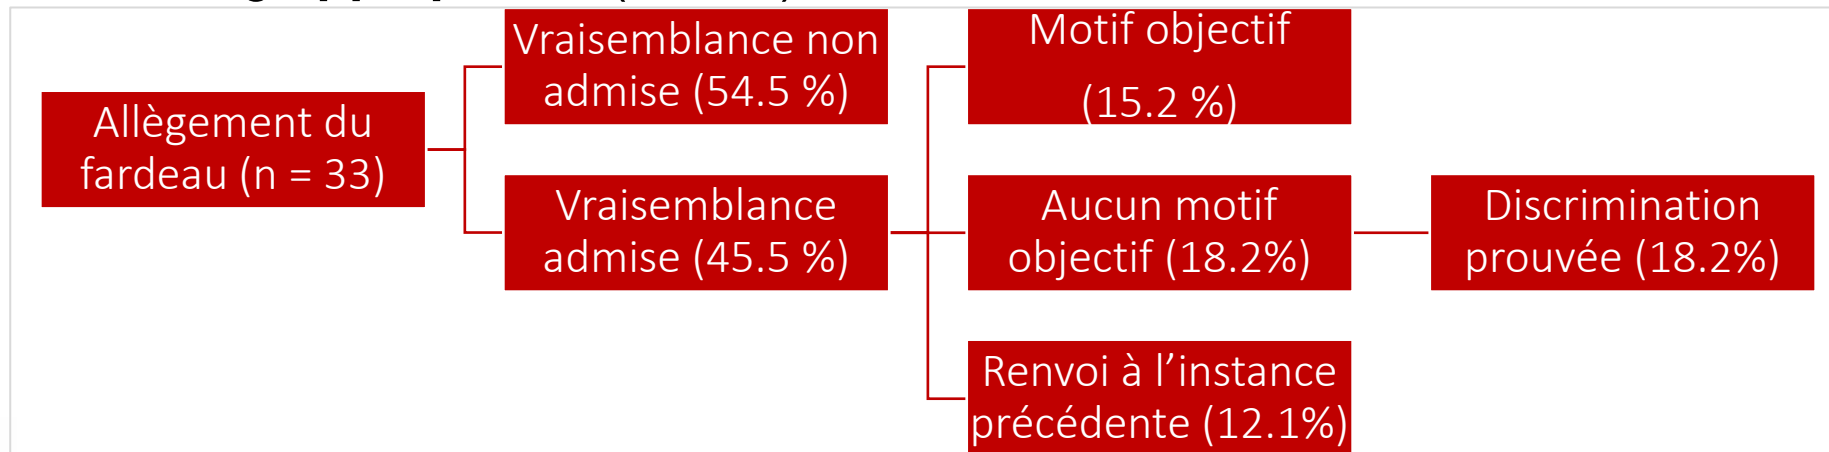 Allègement du
fardeau (n = 33)
Vraisemblance non
admise (54.5 %)
Vraisemblance
admise (45.5 %)
Motif objectif
(15.2 %)
Aucun motif
objectif (18.2%)
Renvoi à l’instance
précédente (12.1%)
Discrimination
prouvée (18.2%)